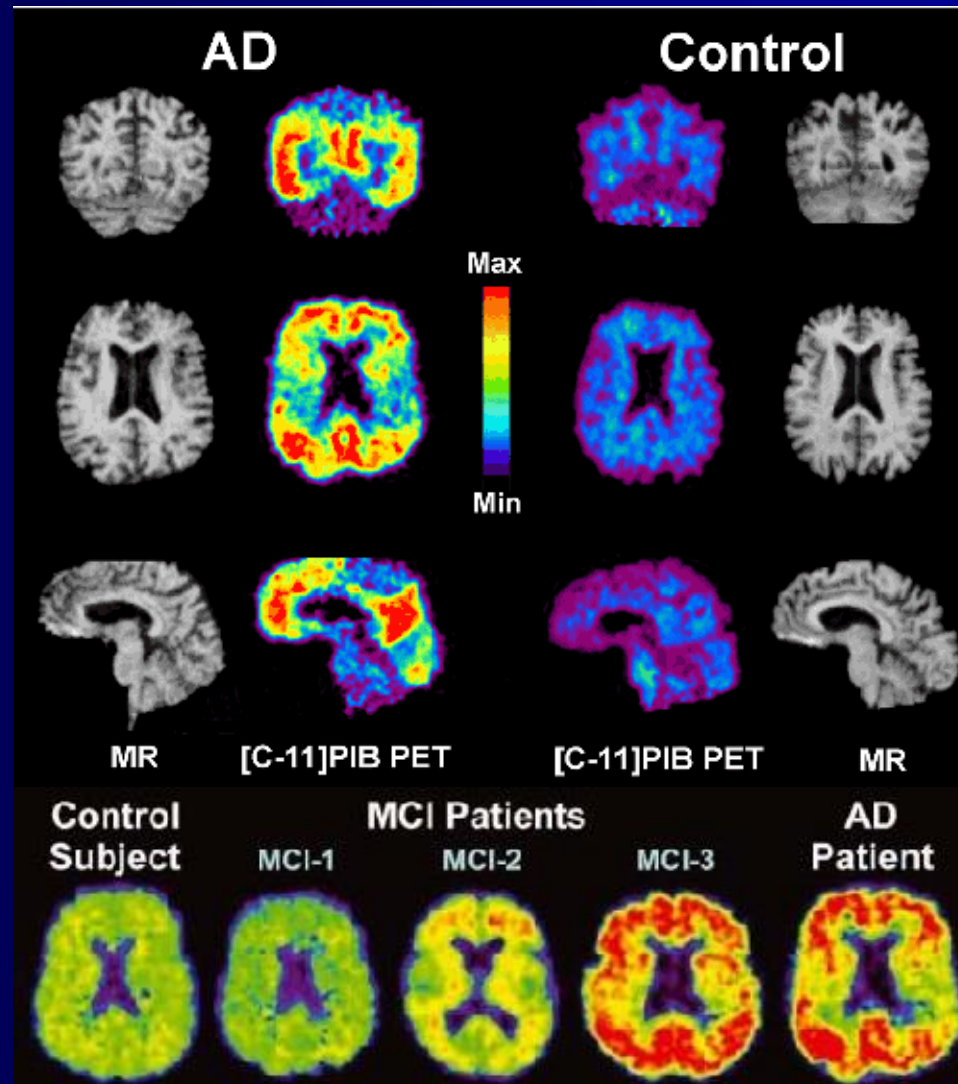 AD
Control
Max
Min
MR
[C-11]PIB PET
[C-11]PIB PET
MR
Control
Subject
MCI Patients
MCI-1
MCI-2
MCI-3
AD
Patient